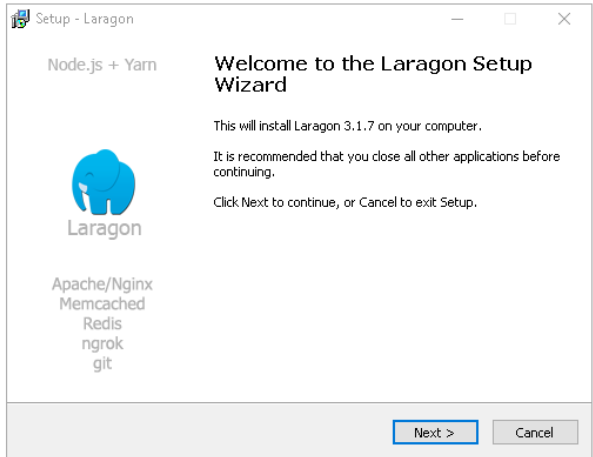 Setup - Laragon
Node.js + Yarn
Laragon
Apache/Nginx
Memcached
Redis
ngrok
git
Welcome to the Laragon Setup
Wizard
This will install Laragon 3.1.7 on your computer.
It is recommended that you close all other applications before
continuing.
Click Next to continue, or Cancel to exit Setup.
Next >
Cancel